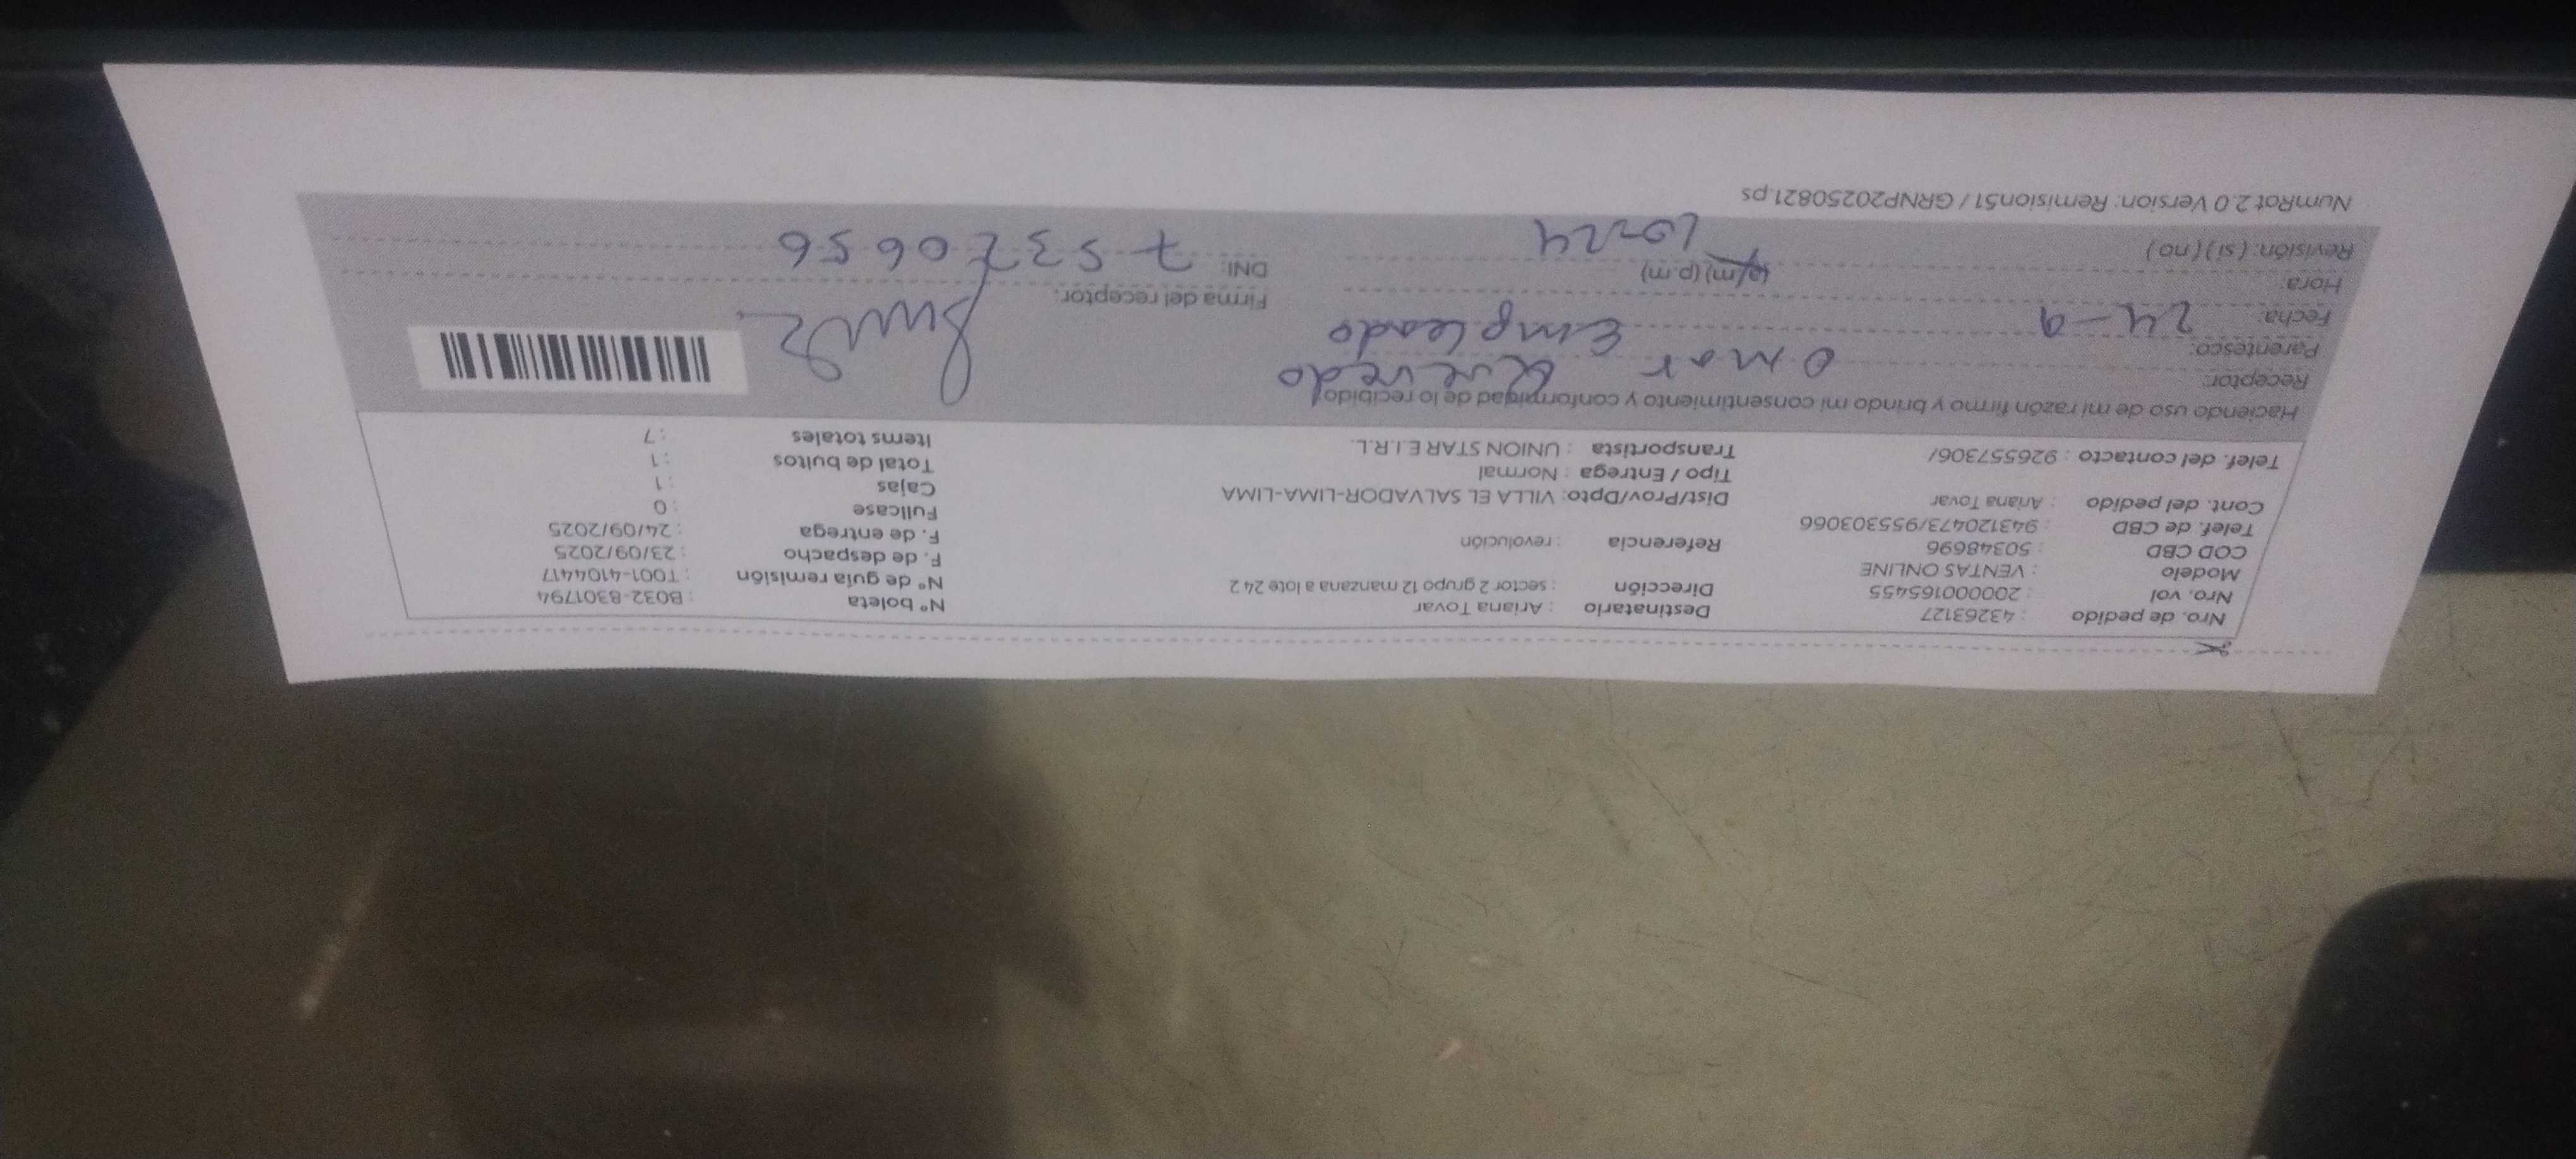 Nro. de pedido : 43263127 Destinatario : Ariana Tovar N° boleta : B032-8301794
Nro. vol : 20000165455 Dirección : sector 2 grupo 12 manzana a lote 24 2 N° de guía remisión : T001-4104417
Modelo : VENTAS ONLINE F. de despacho : 23/09/2025
COD CBD : 50348696 Referencia : revolución F. de entrega : 24/09/2025
Telef. de CBD : 943120473/955303066 Fullcase : 0
Cont. del pedido : Ariana Tovar Dist/Prov/Dpto: VILLA EL SALVADOR-LIMA-LIMA Cajas : 1
Tipo / Entrega : Normal Total de bultos : 1
Telef. del contacto : 926557306/ Transportista : UNION STAR E.I.R.L. Items totales : 7
Haciendo uso de mi razón firmo y brindo mi consentimiento y conformidad de lo recibido
Receptor: Omar Quevedo
Parentesco: Empleado
Fecha: 24-9 Firma del receptor:
Hora: (a/m) (p.m)
Revisión: ( si ) ( no ) DNI: 75320656
NumRot 2.0 Version: Remision51 / GRNP20250821.ps